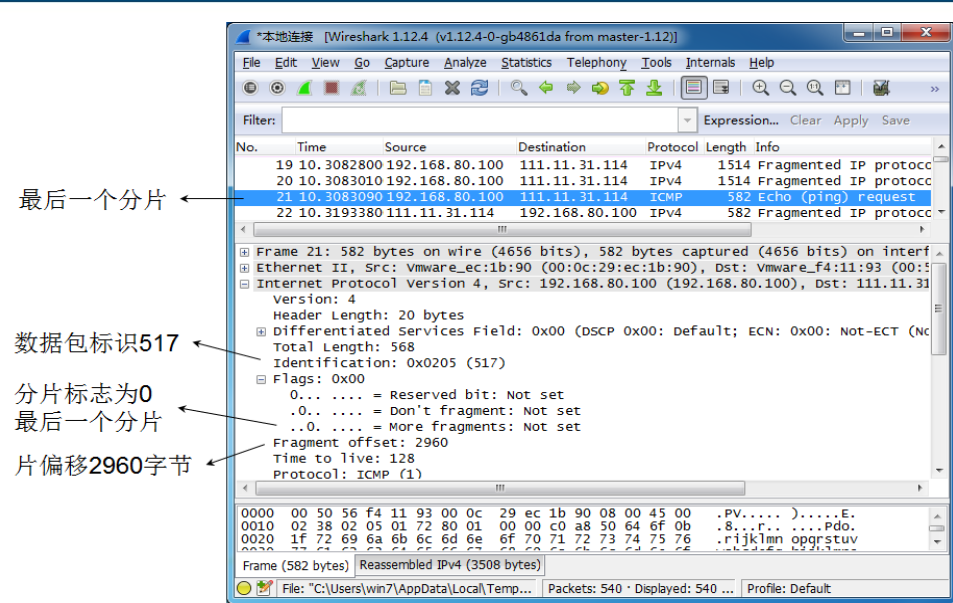 *本地连接 [Wireshark 1.12.4 (v1.12.4-0-gb4861da from master-1.12)]
File Edit View Go Capture Analyze Statistics Telephony Tools Internals Help
Filter: Expression... Clear Apply Save
No. Time Source Destination Protocol Length Info
19 10.3082800 192.168.80.100 111.11.31.114 IPv4 1514 Fragmented IP protoc
20 10.3083010 192.168.80.100 111.11.31.114 IPv4 1514 Fragmented IP protoc
最后一个分片
21 10.3083090 192.168.80.100 111.11.31.114 ICMP 582 Echo (ping) request
22 10.3193380 111.11.31.114 192.168.80.100 IPv4 582 Fragmented IP protoc
Frame 21: 582 bytes on wire (4656 bits), 582 bytes captured (4656 bits) on interf
Ethernet II, Src: Vmware_ec:1b:90 (00:0c:29:ec:1b:90), Dst: Vmware_f4:11:93 (00:5
Internet Protocol Version 4, Src: 192.168.80.100 (192.168.80.100), Dst: 111.11.31
Version: 4
Header Length: 20 bytes
Differentiated Services Field: 0x00 (DSCP 0x00: Default; ECN: 0x00: Not-ECT (No
Total Length: 568
数据包标识517
Identification: 0x0205 (517)
Flags: 0x00
0... .... = Reserved bit: Not set
.0.. .... = Don't fragment: Not set
分片标志为0
最后一个分片
..0. .... = More fragments: Not set
片偏移2960字节
Fragment offset: 2960
Time to live: 128
Protocol: ICMP (1)
0000 00 50 56 f4 11 93 00 0c 29 ec 1b 90 08 00 45 00 .PV..... ).....E.
0010 02 38 02 05 01 72 80 01 00 00 c0 a8 50 64 6f 0b .8...r.. ....Pdo.
0020 1f 72 69 6a 6b 6c 6d 6e 6f 70 71 72 73 74 75 76 .rijklmn opqrstuv
Frame (582 bytes) Reassembled IPv4 (3508 bytes)
File: "C:\Users\win7\AppData\Local\Temp... Packets: 540 · Displayed: 540 ... Profile: Default